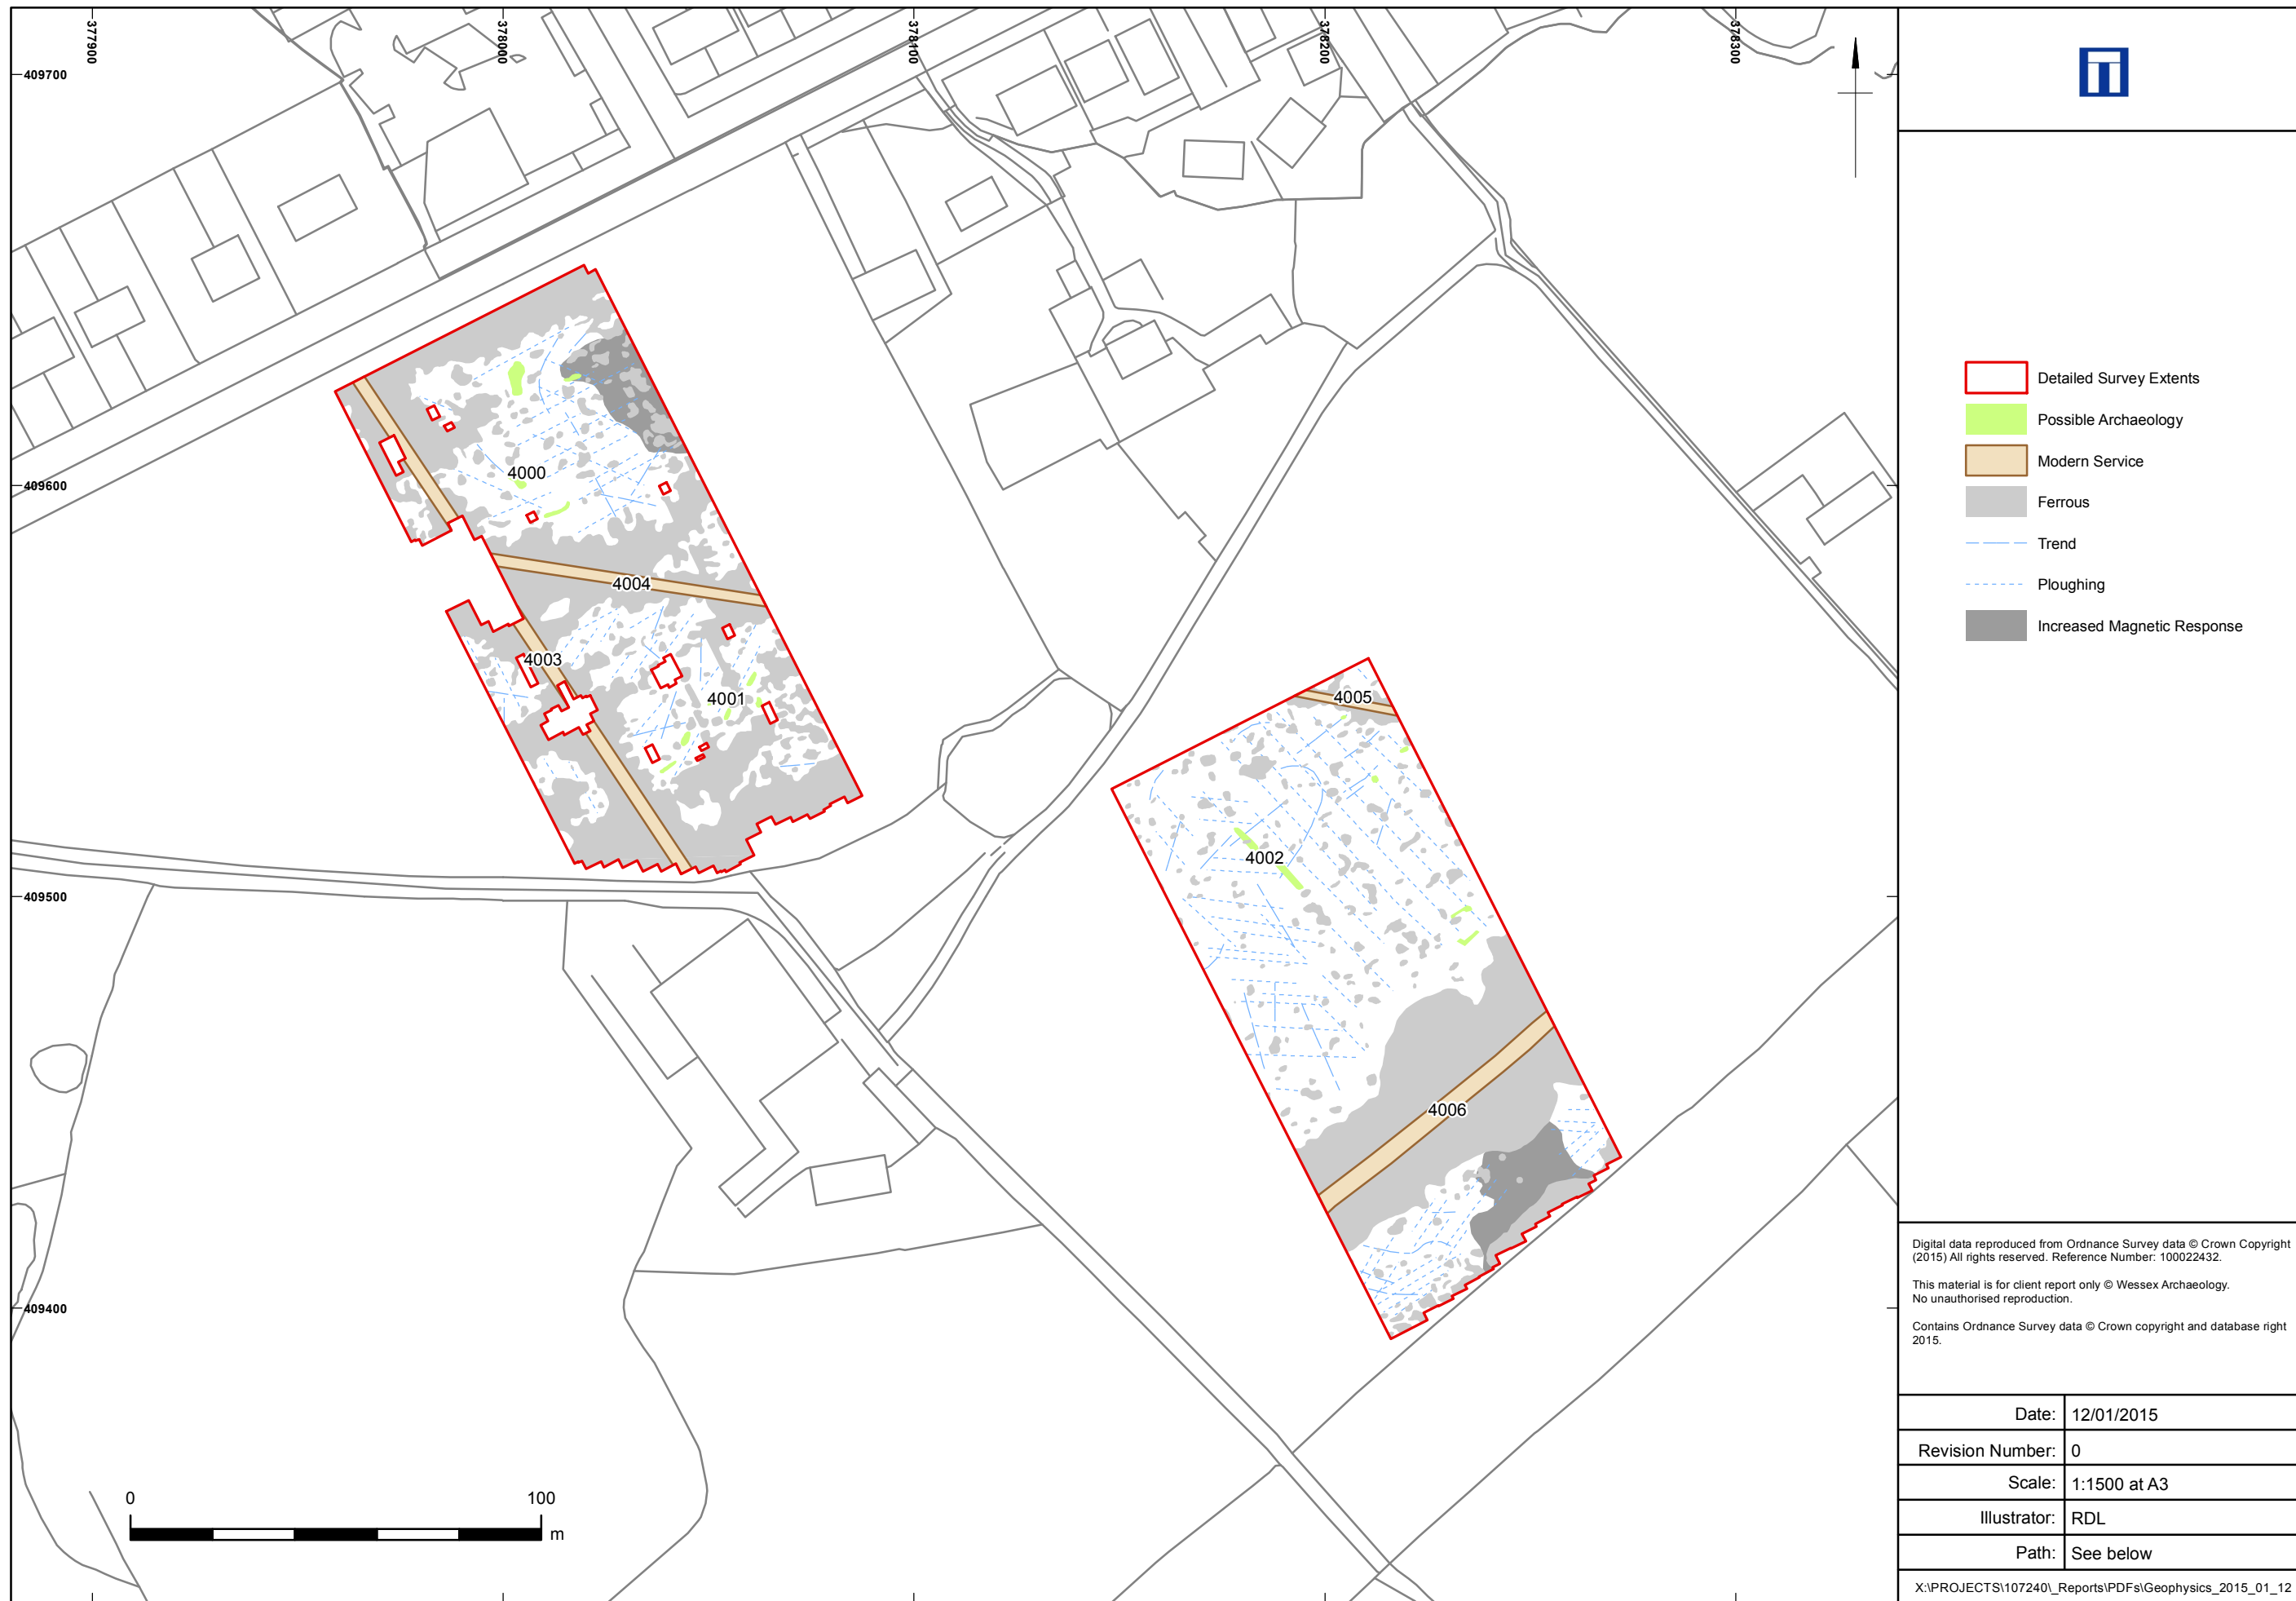 377900
378000
378100
378200
378300
409700
409600
409500
409400
4000
4004
4003
4001
4005
4002
4006
0
100
m
Detailed Survey Extents
Possible Archaeology
Modern Service
Ferrous
Trend
Ploughing
Increased Magnetic Response
Digital data reproduced from Ordnance Survey data © Crown Copyright
(2015) All rights reserved. Reference Number: 100022432.
This material is for client report only © Wessex Archaeology.
No unauthorised reproduction.
Contains Ordnance Survey data © Crown copyright and database right
2015.
Date: 12/01/2015
Revision Number: 0
Scale: 1:1500 at A3
Illustrator: RDL
Path: See below
X:\PROJECTS\107240\_Reports\PDFs\Geophysics_2015_01_12